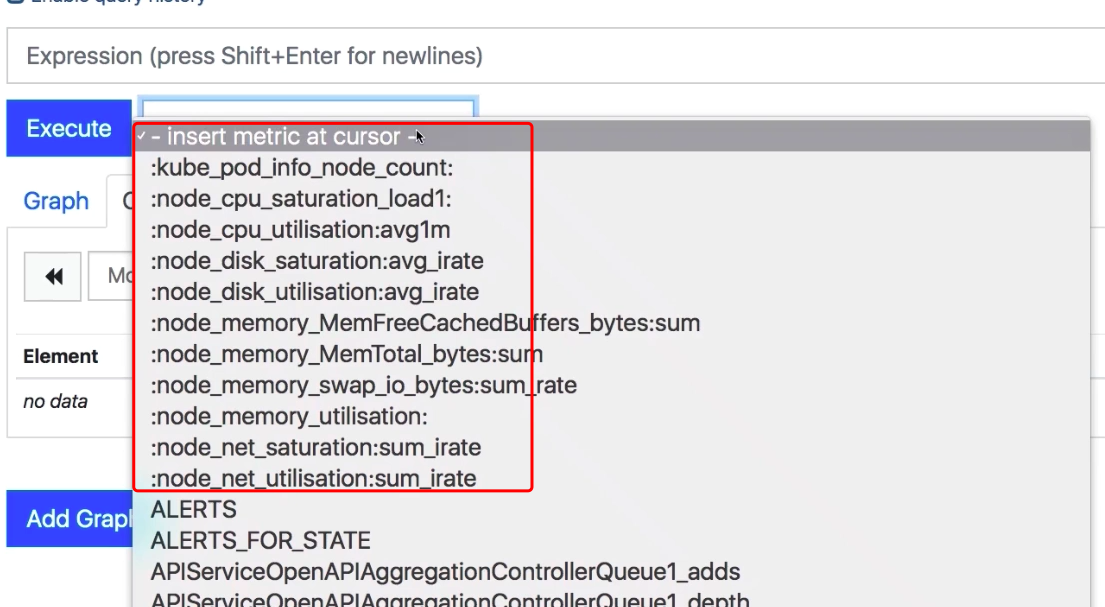 Enable query history
Expression (press Shift+Enter for newlines)
Execute
- insert metric at cursor -
:kube_pod_info_node_count:
:node_cpu_saturation_load1:
Graph
:node_cpu_utilisation:avg1m
:node_disk_saturation:avg_irate
:node_disk_utilisation:avg_irate
:node_memory_MemFreeCachedBuffers_bytes:sum
Element
:node_memory_MemTotal_bytes:sum
:node_memory_swap_io_bytes:sum_rate
no data
:node_memory_utilisation:
:node_net_saturation:sum_irate
:node_net_utilisation:sum_irate
ALERTS
Add Graph
ALERTS_FOR_STATE
APIServiceOpenAPIAggregationControllerQueue1_adds
APIServiceOpenAPIAggregationControllerQueue1_depth